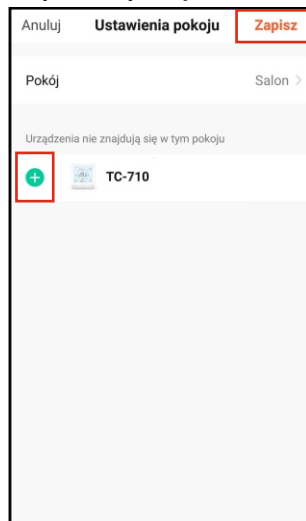 Anuluj Ustawienia pokoju Zapisz
Pokój Salon >
Urządzenia nie znajdują się w tym pokoju
TC-710